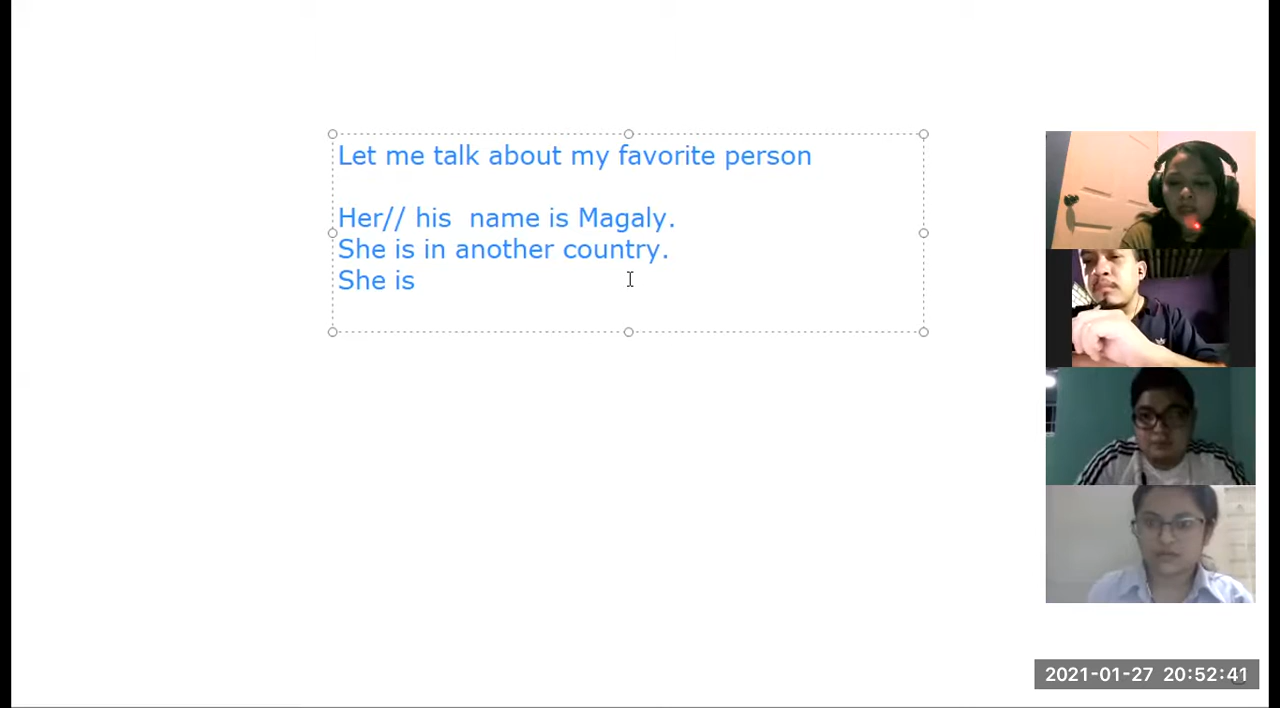 Let me talk about my favorite person
Her// his  name is Magaly.
She is in another country.
She is
2021-01-27 20:52:41